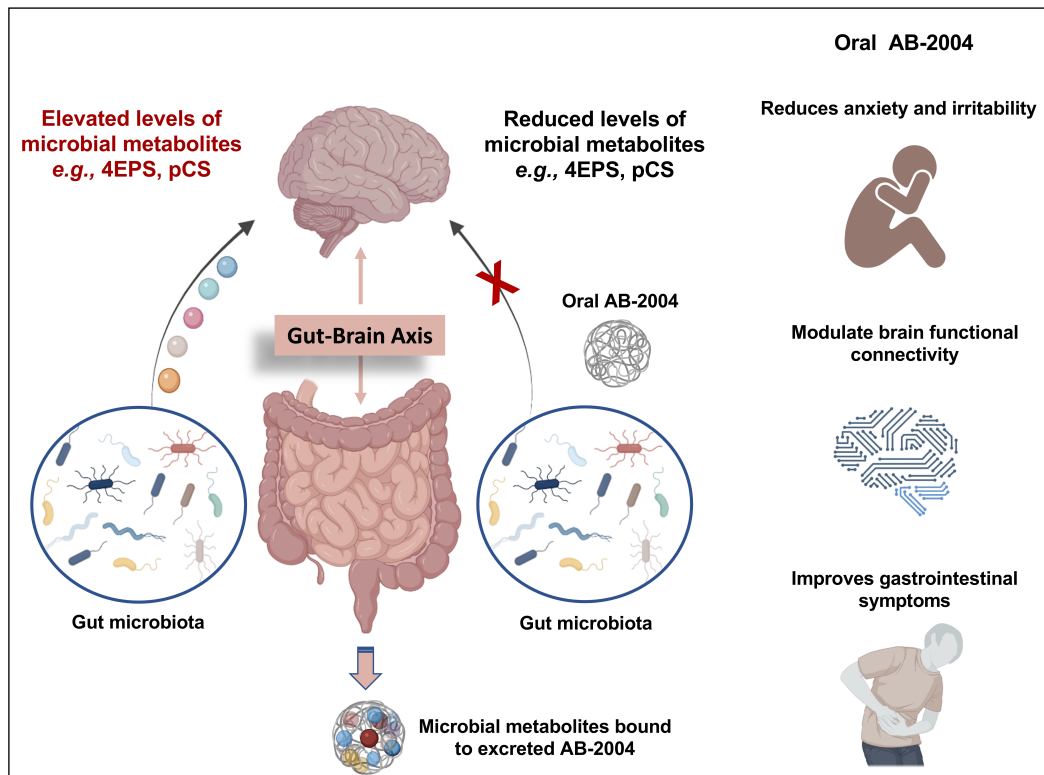 Oral AB-2004
Elevated levels of
microbial metabolites
e.g., 4EPS, pCS
Reduced levels of
microbial metabolites
e.g., 4EPS, pCS
Reduces anxiety and irritability
Oral AB-2004
Gut-Brain Axis
Modulate brain functional
connectivity
Improves gastrointestinal
symptoms
Gut microbiota
Gut microbiota
Microbial metabolites bound
to excreted AB-2004